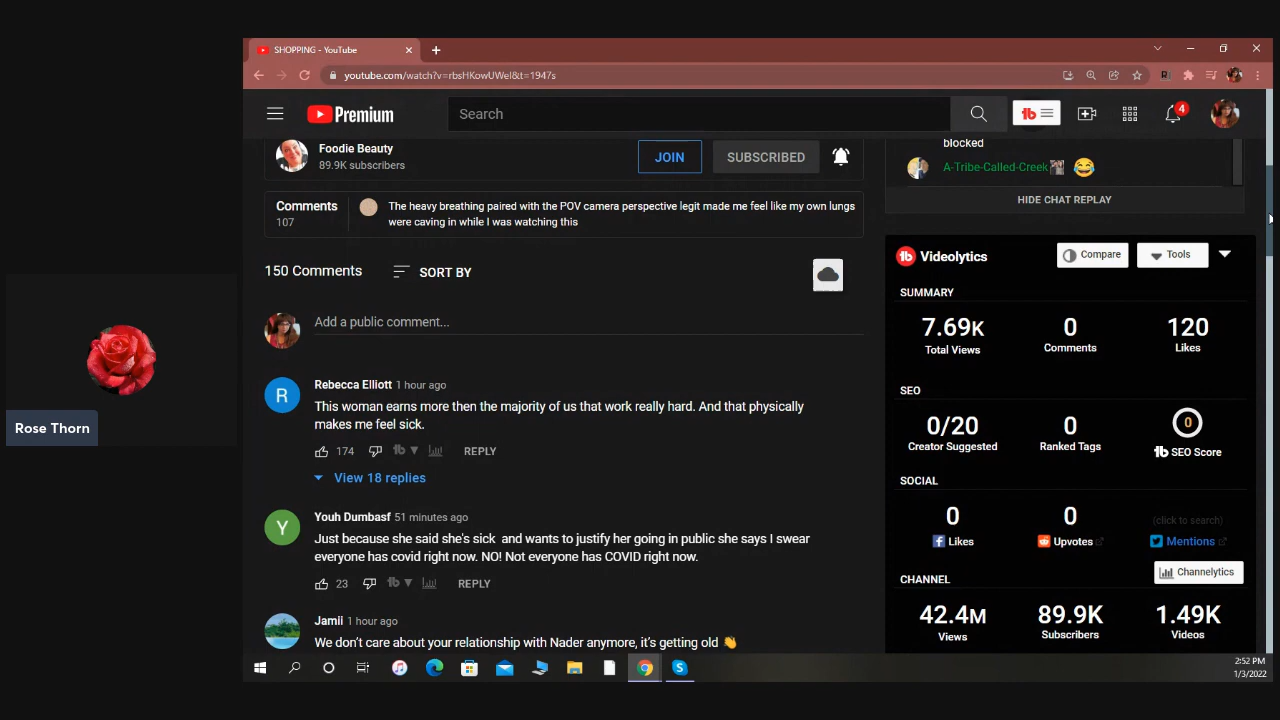 SHOPPING - YouTube
youtube.com/watch?v=rbsHKowUWeI&t=1947s
Premium
Search
4
blocked
Foodie Beauty
89.9K subscribers
JOIN
SUBSCRIBED
A-Tribe-Called-Creek
HIDE CHAT REPLAY
Comments
107
The heavy breathing paired with the POV camera perspective legit made me feel like my own lungs
were caving in while I was watching this
150 Comments
SORT BY
Add a public comment...
Rebecca Elliott 1 hour ago
This woman earns more then the majority of us that work really hard. And that physically
makes me feel sick.
174
REPLY
View 18 replies
Y
Youh Dumbasf 51 minutes ago
Just because she said she's sick and wants to justify her going in public she says I swear
everyone has covid right now. NO! Not everyone has COVID right now.
23
REPLY
Jamii 1 hour ago
We don't care about your relationship with Nader anymore, it's getting old
R
Rose Thorn
Videolytics
Compare
Tools
SUMMARY
7.69K
Total Views
0
Comments
120
Likes
SEO
0/20
Creator Suggested
0
Ranked Tags
0
SEO Score
SOCIAL
0
Likes
0
Upvotes
(click to search)
Mentions
CHANNEL
Channelytics
42.4M
Views
89.9K
Subscribers
1.49K
Videos
2:52 PM
1/3/2022